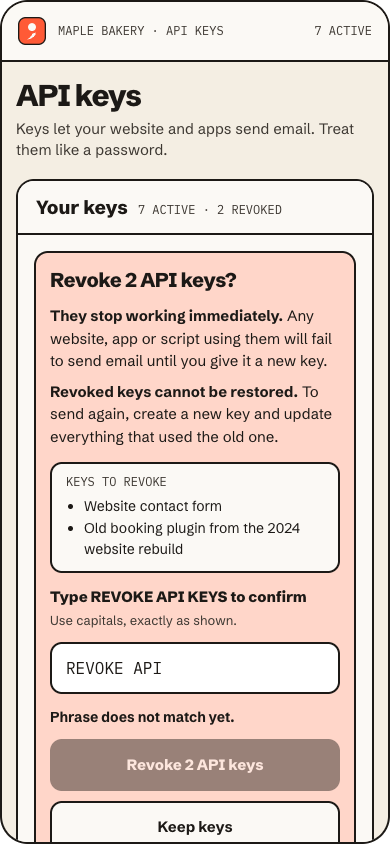 MAPLE BAKERY · API KEYS
7 ACTIVE
API keys
Keys let your website and apps send email. Treat
them like a password.
Your keys 7 ACTIVE · 2 REVOKED
Revoke 2 API keys?
They stop working immediately. Any
website, app or script using them will fail
to send email until you give it a new key.
Revoked keys cannot be restored. To
send again, create a new key and update
everything that used the old one.
KEYS TO REVOKE
• Website contact form
• Old booking plugin from the 2024
website rebuild
Type REVOKE API KEYS to confirm
Use capitals, exactly as shown.
REVOKE API
Phrase does not match yet.
Revoke 2 API keys
Keep keys